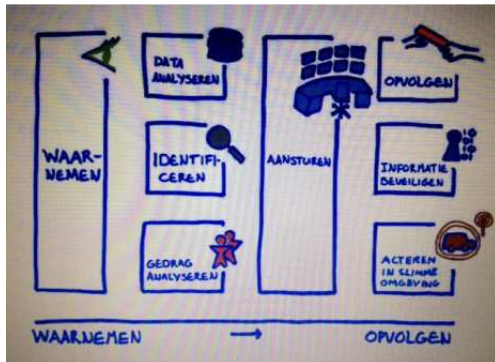 WAAR-
NEMEN
DATA
ANALYSEREN
IDENTIFI-
CEREN
GEDRAG
ANALYSEREN
AANSTUREN
OPVOLGEN
INFORMATIE
BEVEILIGEN
ACTEREN
IN SLIMME
OMGEVING
WAARNEMEN → OPVOLGEN